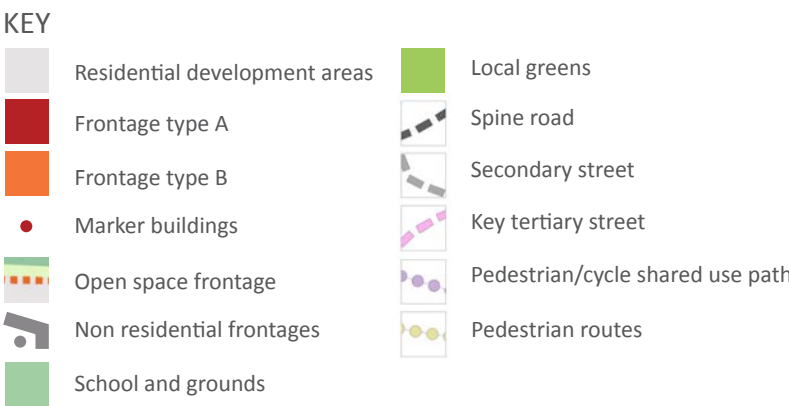 KEY
Residential development areas
Frontage type A
Frontage type B
Marker buildings
Open space frontage
Non residential frontages
School and grounds
Local greens
Spine road
Secondary street
Key tertiary street
Pedestrian/cycle shared use path
Pedestrian routes